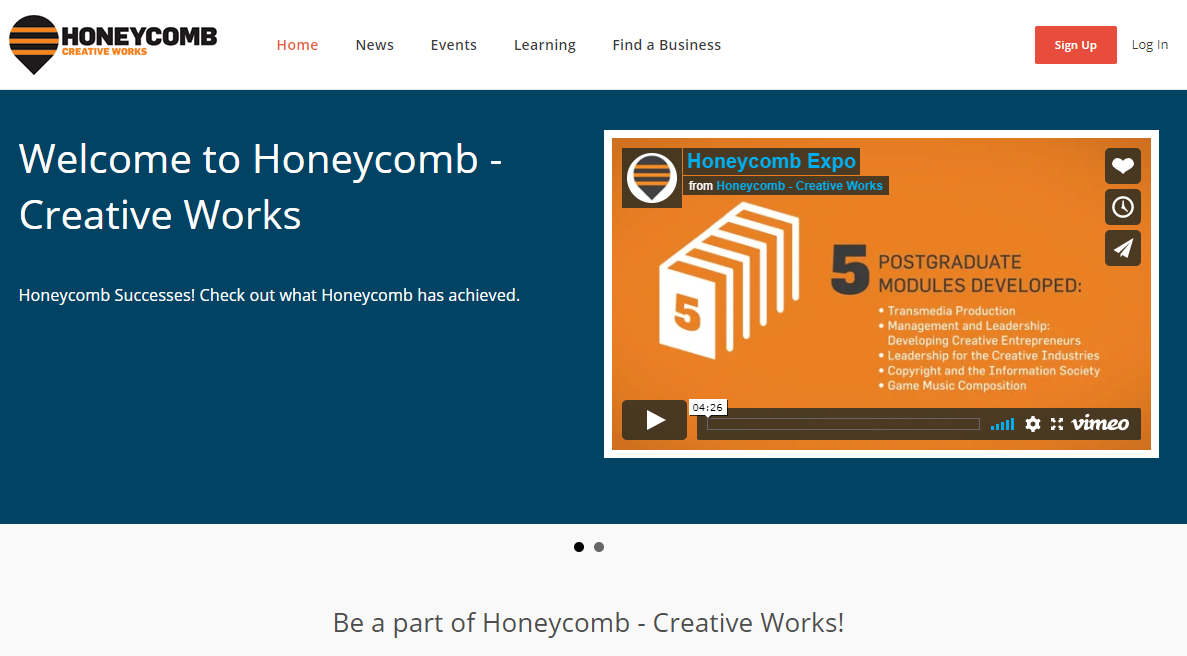 HONEYCOMB
CREATIVE WORKS
Home News Events Learning Find a Business
Sign Up Log In
Welcome to Honeycomb -
Creative Works
Honeycomb Successes! Check out what Honeycomb has achieved.
Honeycomb Expo
from Honeycomb - Creative Works
5
5 POSTGRADUATE
MODULES DEVELOPED:
• Transmedia Production
• Management and Leadership:
Developing Creative Entrepreneurs
• Leadership for the Creative Industries
• Copyright and the Information Society
• Game Music Composition
04:26
vimeo
Be a part of Honeycomb - Creative Works!